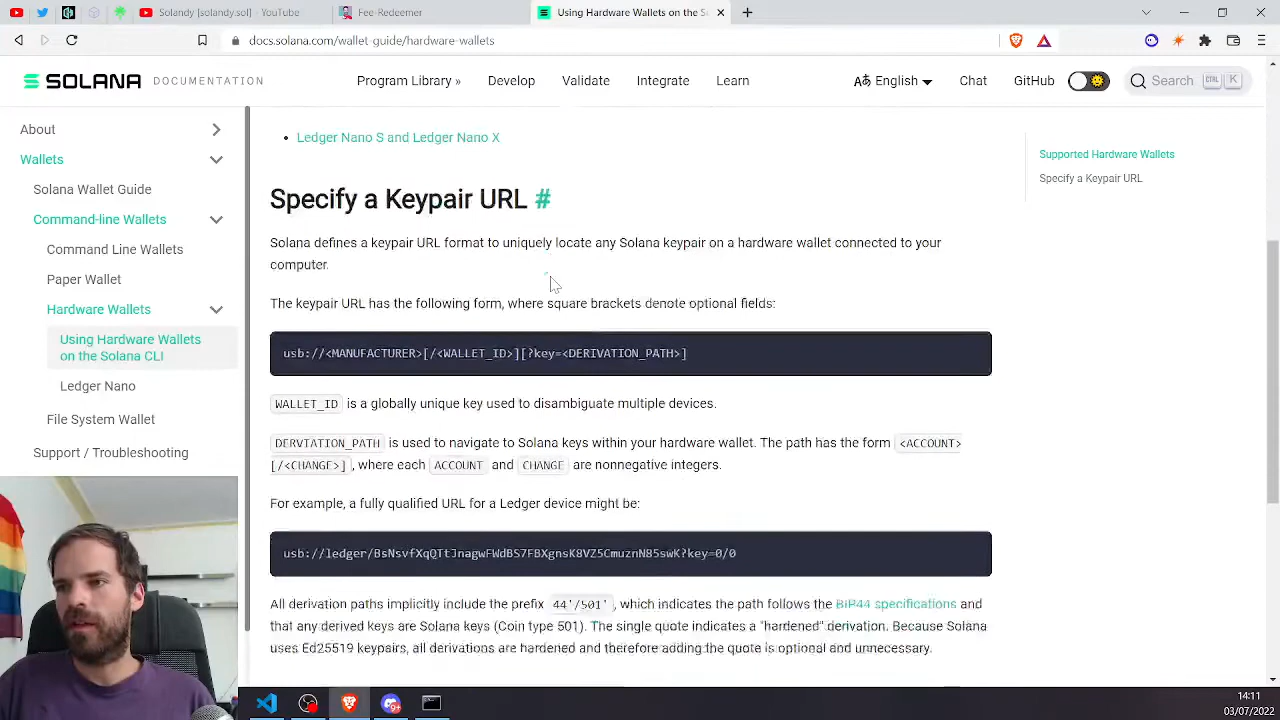 Solandy (solandy.sol) - YouTube
Fee-Redeemer
Using Hardware Wallets on the So
docs.solana.com/wallet-guide/hardware-wallets
SOLANA DOCUMENTATION
Program Library »
Develop
Validate
Integrate
Learn
English
Chat
GitHub
Search
CTRL K
About
Wallets
Solana Wallet Guide
Command-line Wallets
Command Line Wallets
Paper Wallet
Hardware Wallets
Using Hardware Wallets
on the Solana CLI
Ledger Nano
File System Wallet
Support / Troubleshooting
Ledger Nano S and Ledger Nano X
Specify a Keypair URL #
Solana defines a keypair URL format to uniquely locate any Solana keypair on a hardware wallet connected to your
computer.
The keypair URL has the following form, where square brackets denote optional fields:
usb://<MANUFACTURER>[/<WALLET_ID>][?key=<DERIVATION_PATH>]
WALLET_ID is a globally unique key used to disambiguate multiple devices.
DERVIATION_PATH is used to navigate to Solana keys within your hardware wallet. The path has the form <ACCOUNT>
[/<CHANGE>], where each ACCOUNT and CHANGE are nonnegative integers.
For example, a fully qualified URL for a Ledger device might be:
usb://ledger/BsNsvfXqQTtJnagwFWdBS7FBXgnsK8VZ5CmuznN85swK?key=0/0
All derivation paths implicitly include the prefix 44'/501', which indicates the path follows the BIP44 specifications and
that any derived keys are Solana keys (Coin type 501). The single quote indicates a "hardened" derivation. Because Solana
uses Ed25519 keypairs, all derivations are hardened and therefore adding the quote is optional and unnecessary.
Supported Hardware Wallets
Specify a Keypair URL
14:11
03/07/2022